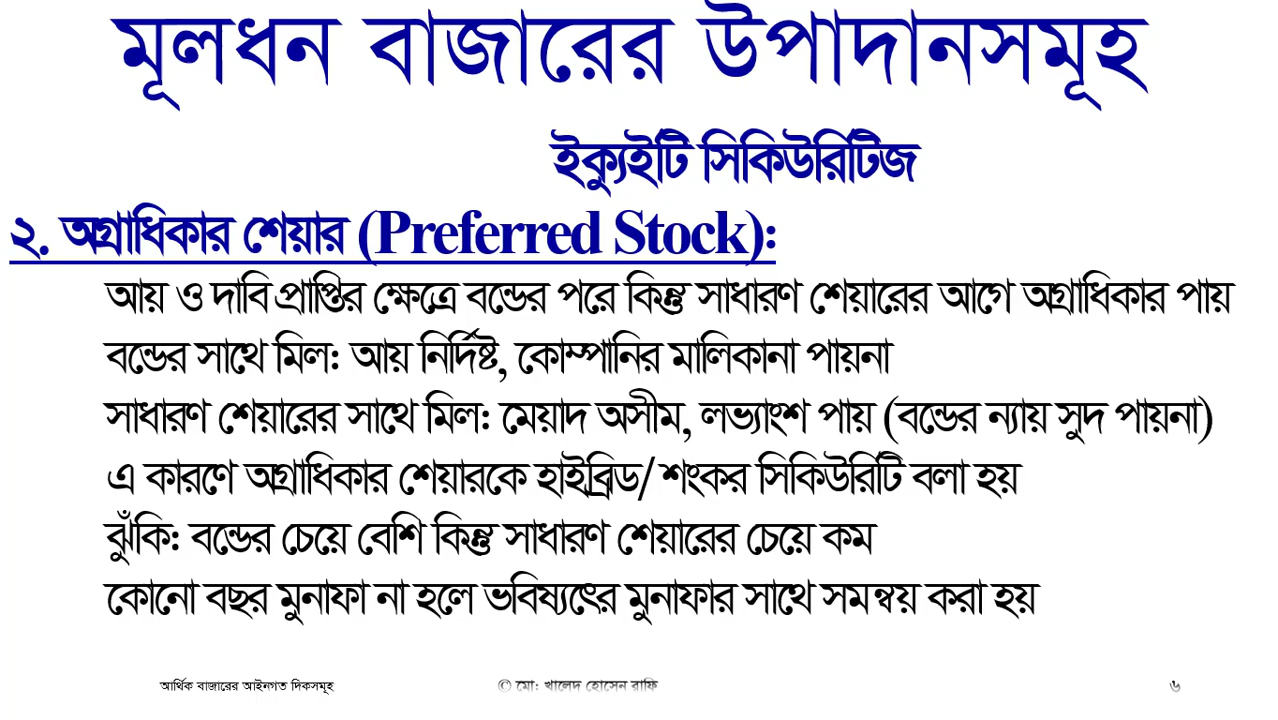 মূলধন বাজারের উপাদানসমূহ
ইক্যুইটি সিকিউরিটিজ
২. অগ্রাধিকার শেয়ার (Preferred Stock):
আয় ও দাবি প্রাপ্তির ক্ষেত্রে বন্ডের পরে কিন্তু সাধারণ শেয়ারের আগে অগ্রাধিকার পায়
বন্ডের সাথে মিল: আয় নির্দিষ্ট, কোম্পানির মালিকানা পায়না
সাধারণ শেয়ারের সাথে মিল: মেয়াদ অসীম, লভ্যাংশ পায় (বন্ডের ন্যায় সুদ পায়না)
এ কারণে অগ্রাধিকার শেয়ারকে হাইব্রিড/ শংকর সিকিউরিটি বলা হয়
ঝুঁকি: বন্ডের চেয়ে বেশি কিন্তু সাধারণ শেয়ারের চেয়ে কম
কোনো বছর মুনাফা না হলে ভবিষ্যৎের মুনাফার সাথে সমন্বয় করা হয়
আর্থিক বাজারের আইনগত দিকসমূহ
© মো: খালেদ হোসেন রাফি
৬